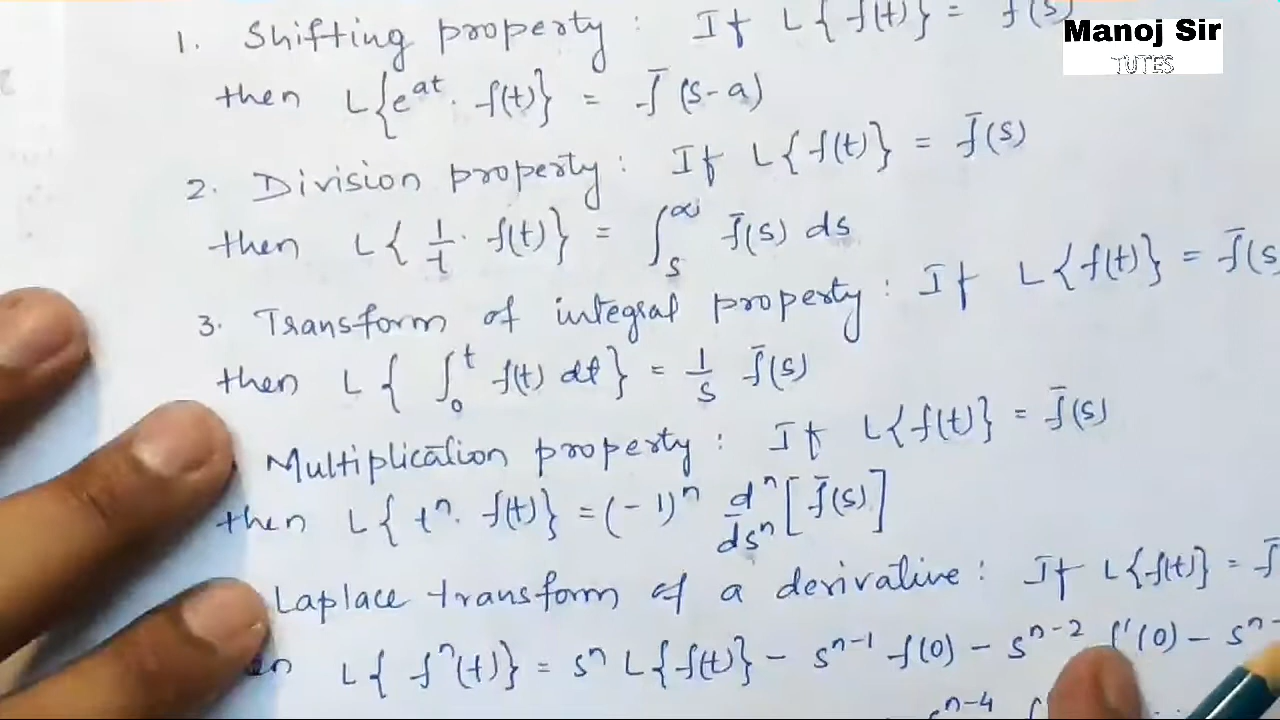 1. Shifting property : If L{f(t)} = f̄(s)
Manoj Sir
TUTES
then L{e^at. f(t)} = f̄(s-a)
2. Division property : If L{f(t)} = f̄(s)
then L{1/t. f(t)} = ∫_s^∞ f̄(s) ds
3. Transform of integral property : If L{f(t)} = f̄(s
then L{∫_0^t f(t) dt} = 1/s f̄(s)
Multiplication property : If L{f(t)} = f̄(s)
then L{t^n. f(t)} = (-1)^n d^n/ds^n [f̄(s)]
Laplace transform of a derivative : If L{f(t)} = f̄
en L{f^n(t)} = s^n L{f(t)} - s^n-1 f(0) - s^n-2 f'(0) - s^n-
s^n-4